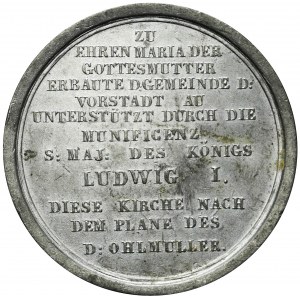 ZU
EHREN MARIA DER
GOTTESMUTTER
ERBAUTE D. GEMEINDE D:
VORSTADT AU
UNTERSTÜTZT DURCH DIE
MUNIFICENZ
S: MAJ: DES KÖNIGS
LUDWIG I.
DIESE KIRCHE NACH
DEM PLANE DES
D: OHLMÜLLER.